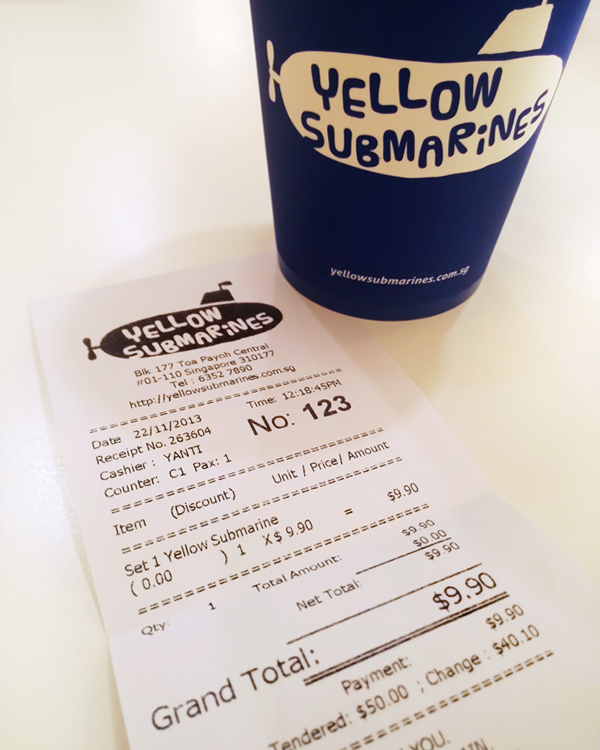 YELLOW
SUBMARiNES
yellowsubmarines.com.sg
YELLOW
SUBMARiNES
Blk 177 Toa Payoh Central
#01-110 Singapore 310177
Tel : 6352 7890
http://yellowsubmarines.com.sg
================================
Date 22/11/2013 Time: 12:18:45PM
Receipt No. 263604 No: 123
Cashier : YANTI
Counter: C1 Pax: 1
================================
Item (Discount) Unit / Price/ Amount
================================
Set 1 Yellow Submarine
( 0.00 ) 1 X$ 9.90 = $9.90
================================
Qty: 1 Total Amount: $9.90
$0.00
Net Total: $9.90
Grand Total: $9.90
Payment: $9.90
Tendered: $50.00 ; Change : $40.10
================================
YOU.